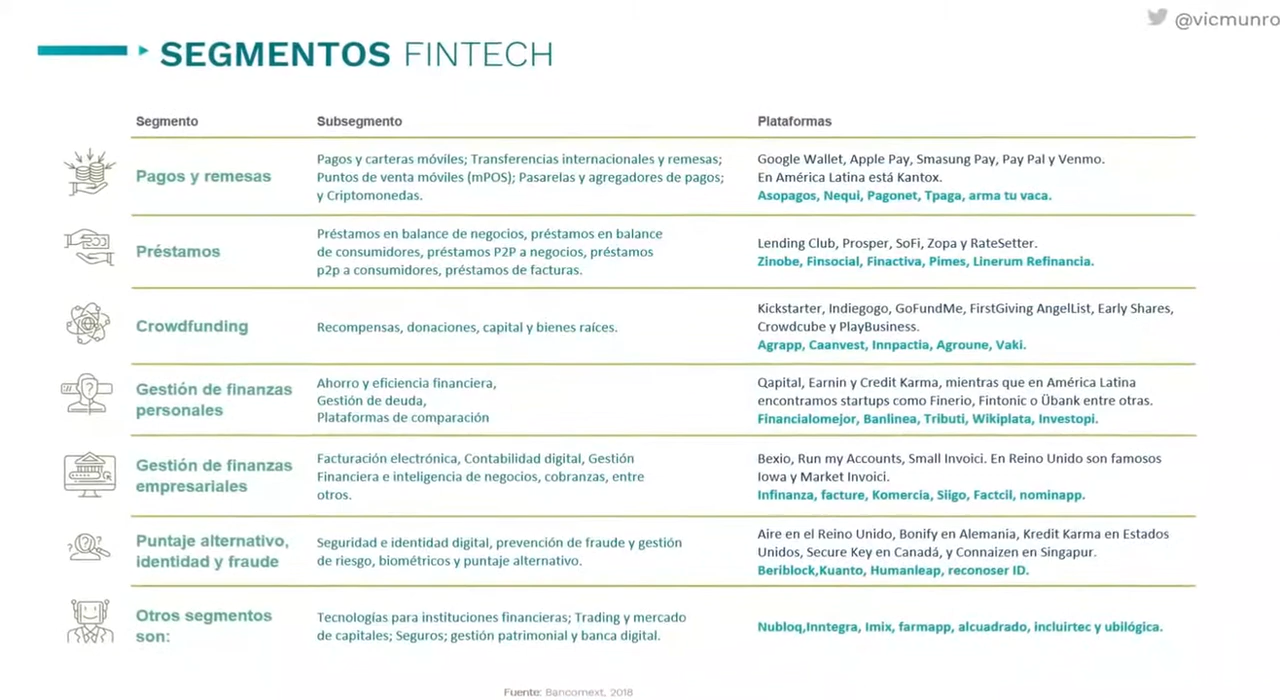 @vicmunro
SEGMENTOS FINTECH
Segmento Subsegmento Plataformas
Pagos y remesas
Pagos y carteras móviles; Transferencias internacionales y remesas;
Puntos de venta móviles (mPOS); Pasarelas y agregadores de pagos;
y Criptomonedas.
Google Wallet, Apple Pay, Smasung Pay, Pay Pal y Venmo.
En América Latina está Kantox.
Asopagos, Nequi, Pagonet, Tpaga, arma tu vaca.
Préstamos
Préstamos en balance de negocios, préstamos en balance
de consumidores, préstamos P2P a negocios, préstamos
p2p a consumidores, préstamos de facturas.
Lending Club, Prosper, SoFi, Zopa y RateSetter.
Zinobe, Finsocial, Finactiva, Pimes, Linerum Refinancia.
Crowdfunding
Recompensas, donaciones, capital y bienes raíces.
Kickstarter, Indiegogo, GoFundMe, FirstGiving AngelList, Early Shares,
Crowdcube y PlayBusiness.
Agrapp, Caanvest, Innpactia, Agroune, Vaki.
Gestión de finanzas
personales
Ahorro y eficiencia financiera,
Gestión de deuda,
Plataformas de comparación
Qapital, Earnin y Credit Karma, mientras que en América Latina
encontramos startups como Finerio, Fintonic o Übank entre otras.
Financialomejor, Banlinea, Tributi, Wikiplata, Investopi.
Gestión de finanzas
empresariales
Facturación electrónica, Contabilidad digital, Gestión
Financiera e inteligencia de negocios, cobranzas, entre
otros.
Bexio, Run my Accounts, Small Invoici. En Reino Unido son famosos
Iowa y Market Invoici.
Infinanza, facture, Komercia, Siigo, Factcil, nominapp.
Puntaje alternativo,
identidad y fraude
Seguridad e identidad digital, prevención de fraude y gestión
de riesgo, biométricos y puntaje alternativo.
Aire en el Reino Unido, Bonify en Alemania, Kredit Karma en Estados
Unidos, Secure Key en Canadá, y Connaizen en Singapur.
Beriblock,Kuanto, Humanleap, reconoser ID.
Otros segmentos
son:
Tecnologías para instituciones financieras; Trading y mercado
de capitales; Seguros; gestión patrimonial y banca digital.
Nubloq,Inntegra, Imix, farmapp, alcuadrado, incluirtec y ubilógica.
Fuente: Bancomext, 2018